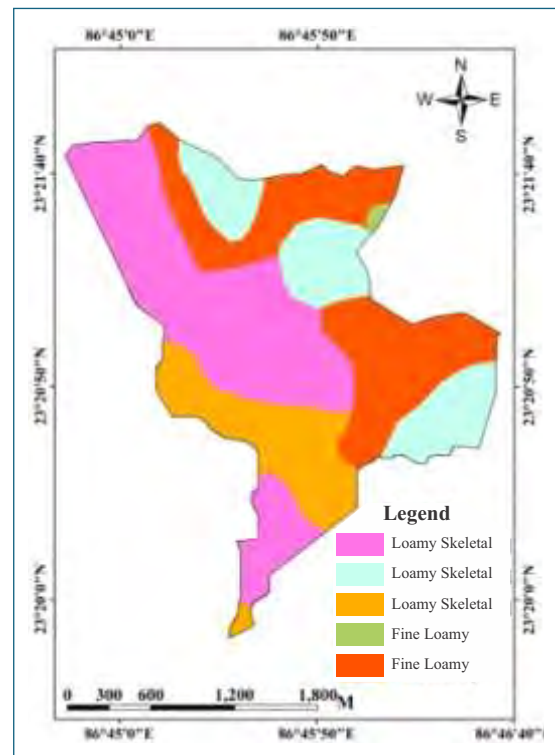 86°45'0"E 86°45'50"E
N
W E
S
23°21'40"N 23°21'40"N
23°20'50"N 23°20'50"N
Legend
Loamy Skeletal
Loamy Skeletal
Loamy Skeletal
Fine Loamy
Fine Loamy
23°20'0"N 23°20'0"N
0 300 600 1,200 1,800 M
86°45'0"E 86°45'50"E 86°46'40"E